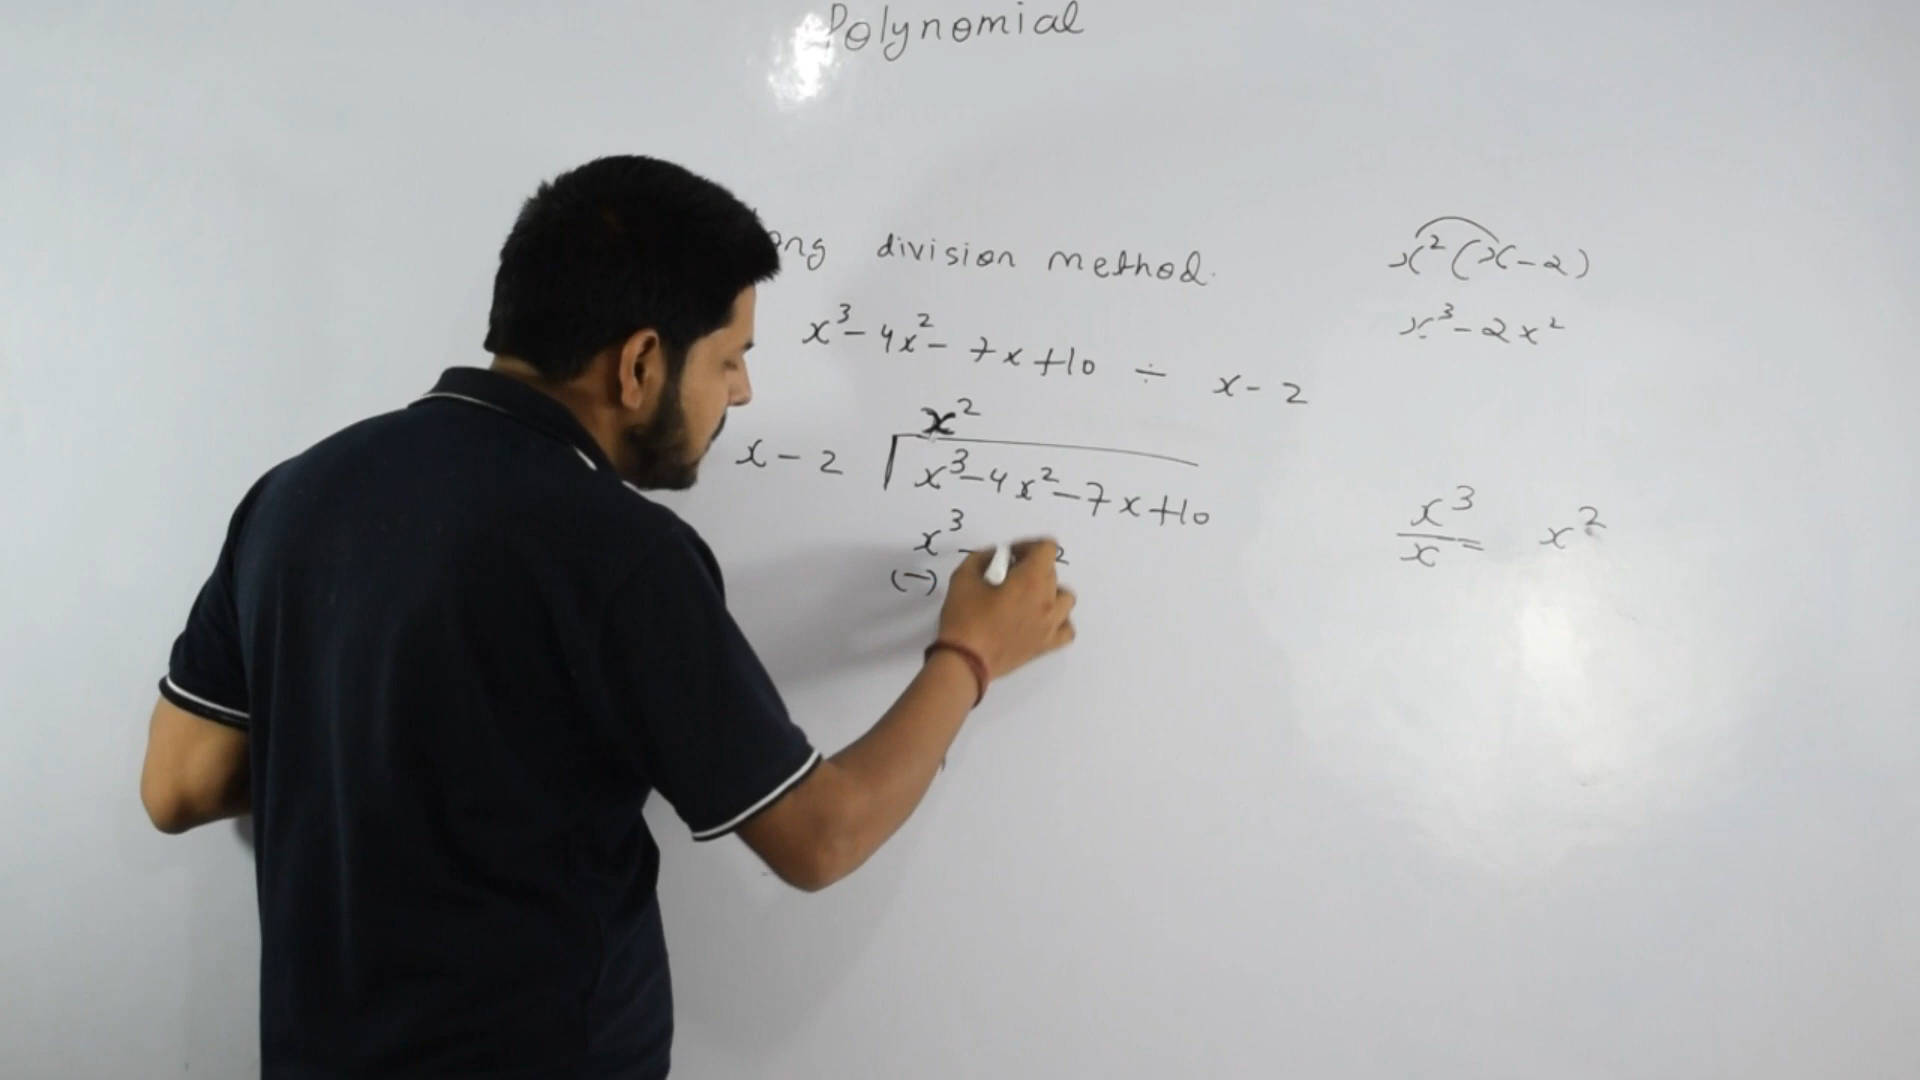 Polynomial
division method.
x³ - 4x² - 7x + 10 ÷ x - 2
x²
x - 2 x³ - 4x² - 7x + 10
x³ -
(-)
x² (x - 2)
x³ - 2x²
x³/x = x²